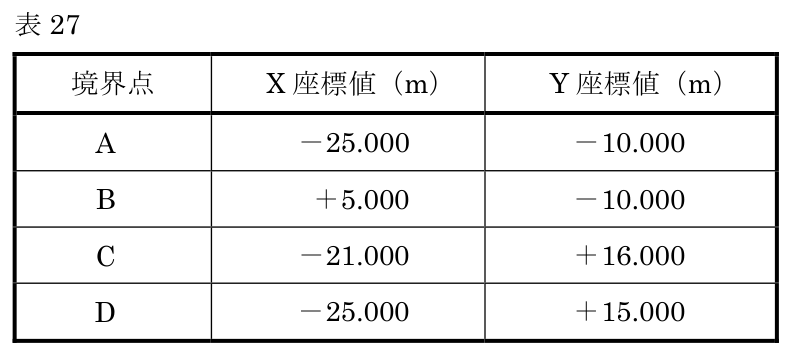 表 27
境界点 X 座標値（m） Y 座標値（m）
A －25.000 －10.000
B ＋5.000 －10.000
C －21.000 ＋16.000
D －25.000 ＋15.000